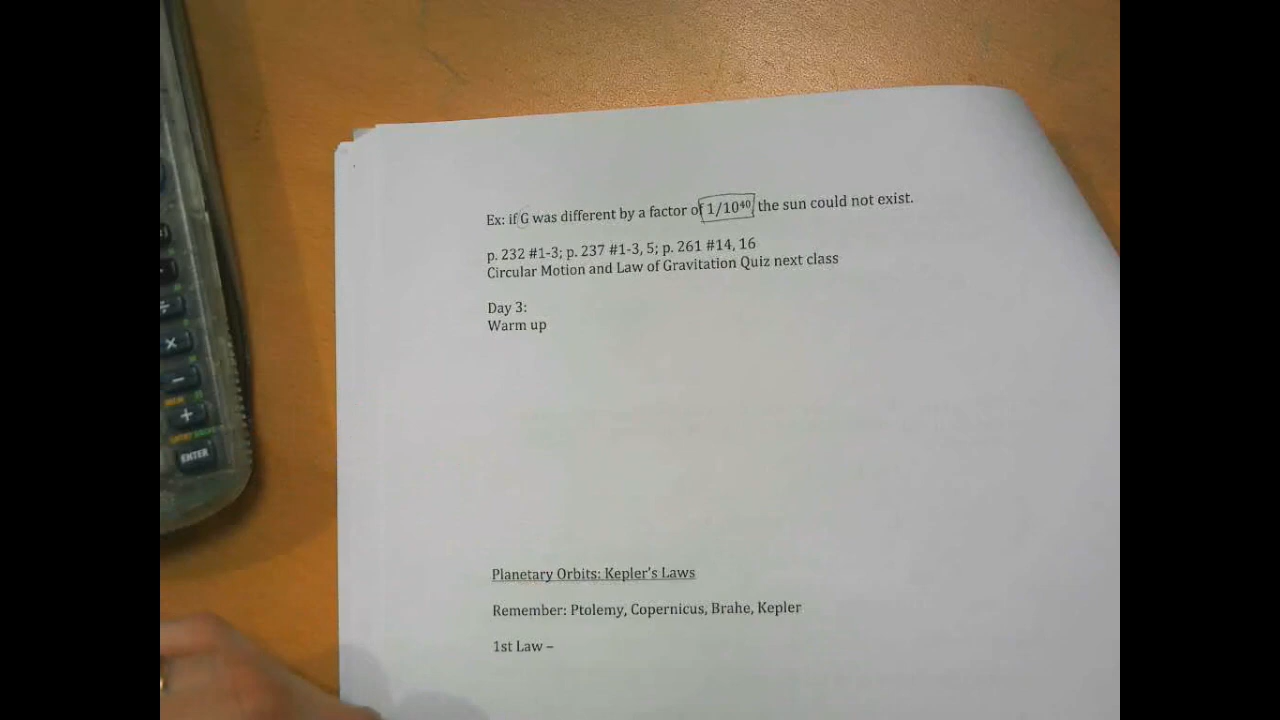 Ex: if G was different by a factor of 1/10⁴⁰, the sun could not exist.
p. 232 #1-3; p. 237 #1-3, 5; p. 261 #14, 16
Circular Motion and Law of Gravitation Quiz next class
Day 3:
Warm up
Planetary Orbits: Kepler's Laws
Remember: Ptolemy, Copernicus, Brahe, Kepler
1st Law –
÷
x
−
+
ENTER